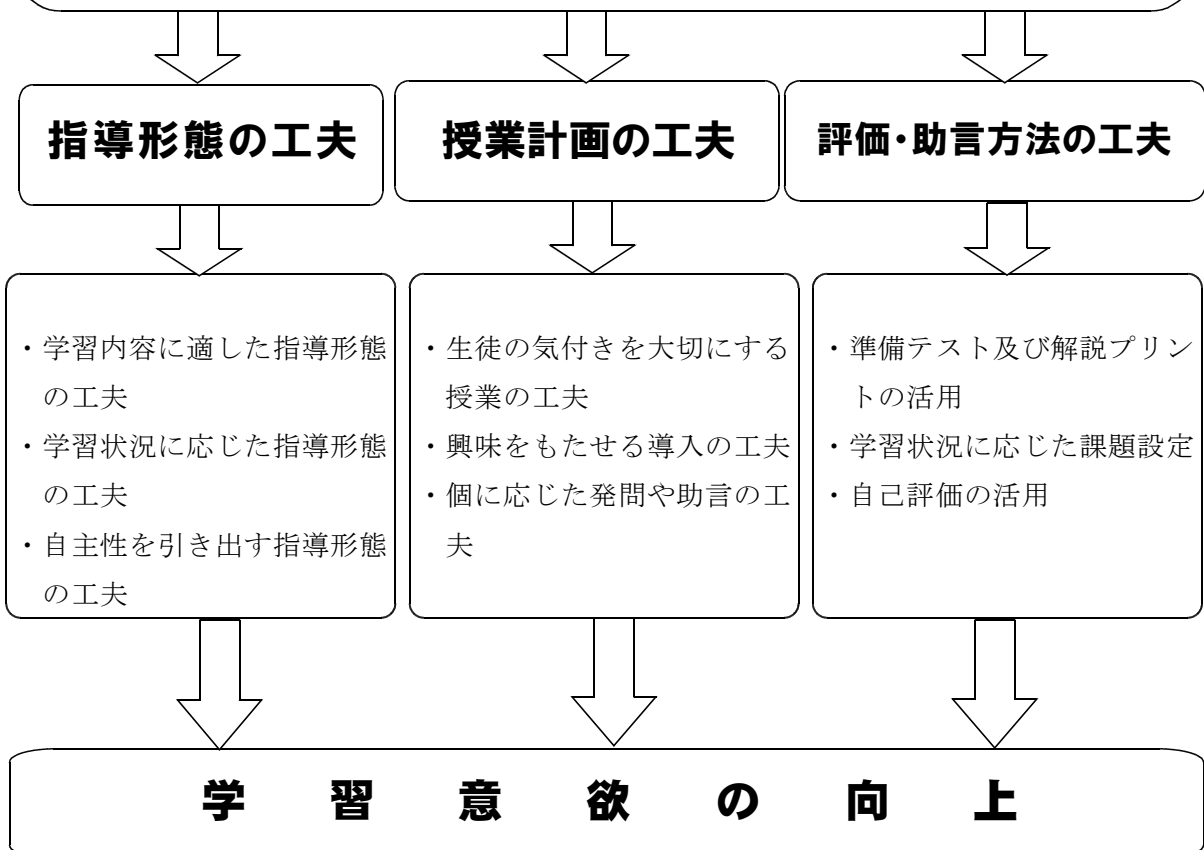 指導形態の工夫
授業計画の工夫
評価・助言方法の工夫
・学習内容に適した指導形態
の工夫
・学習状況に応じた指導形態
の工夫
・自主性を引き出す指導形態
の工夫
・生徒の気付きを大切にする
授業の工夫
・興味をもたせる導入の工夫
・個に応じた発問や助言の工
夫
・準備テスト及び解説プリン
トの活用
・学習状況に応じた課題設定
・自己評価の活用
学習意欲の向上